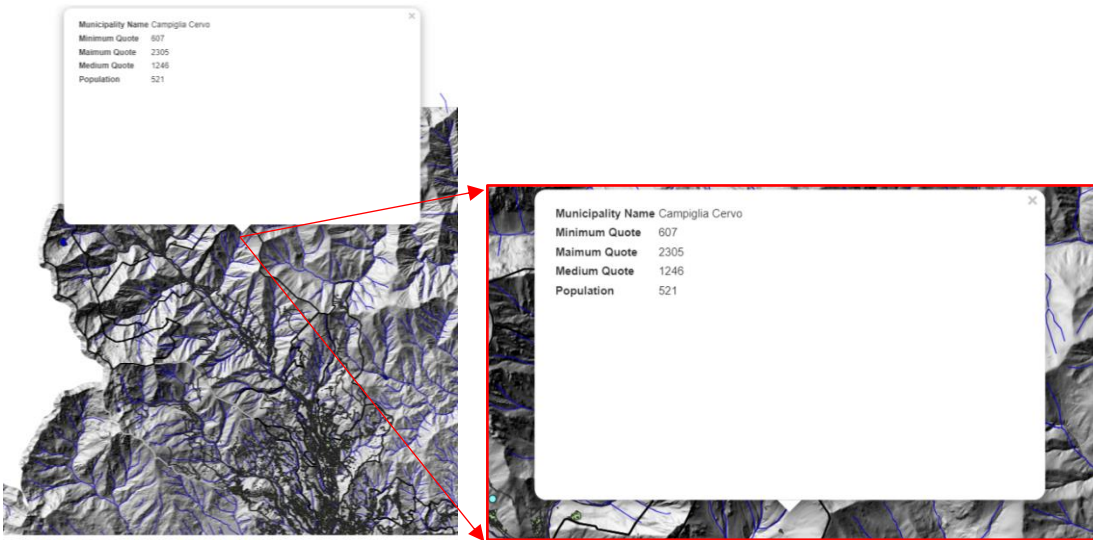 Municipality Name Campiglia Cervo
Minimum Quote 607
Maimum Quote 2305
Medium Quote 1246
Population 521
Municipality Name Campiglia Cervo
Minimum Quote 607
Maimum Quote 2305
Medium Quote 1246
Population 521